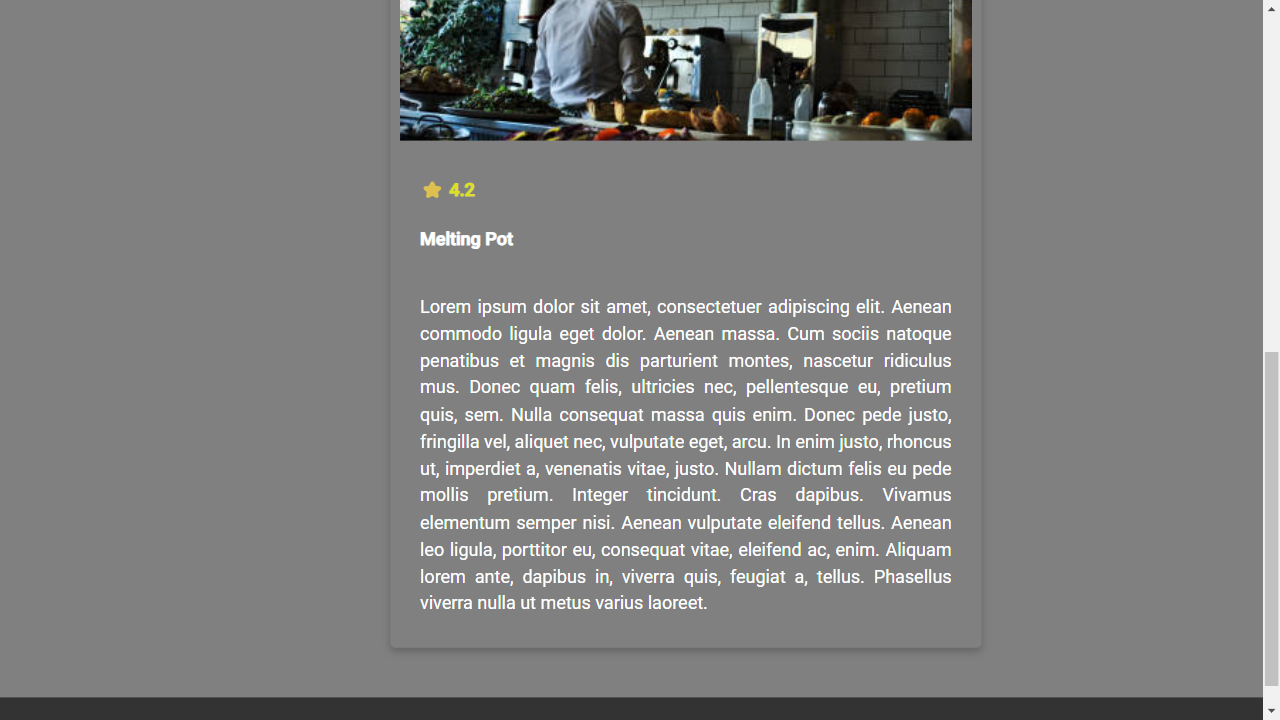 4.2
Melting Pot
Lorem ipsum dolor sit amet, consectetuer adipiscing elit. Aenean
commodo ligula eget dolor. Aenean massa. Cum sociis natoque
penatibus et magnis dis parturient montes, nascetur ridiculus
mus. Donec quam felis, ultricies nec, pellentesque eu, pretium
quis, sem. Nulla consequat massa quis enim. Donec pede justo,
fringilla vel, aliquet nec, vulputate eget, arcu. In enim justo, rhoncus
ut, imperdiet a, venenatis vitae, justo. Nullam dictum felis eu pede
mollis pretium. Integer tincidunt. Cras dapibus. Vivamus
elementum semper nisi. Aenean vulputate eleifend tellus. Aenean
leo ligula, porttitor eu, consequat vitae, eleifend ac, enim. Aliquam
lorem ante, dapibus in, viverra quis, feugiat a, tellus. Phasellus
viverra nulla ut metus varius laoreet.